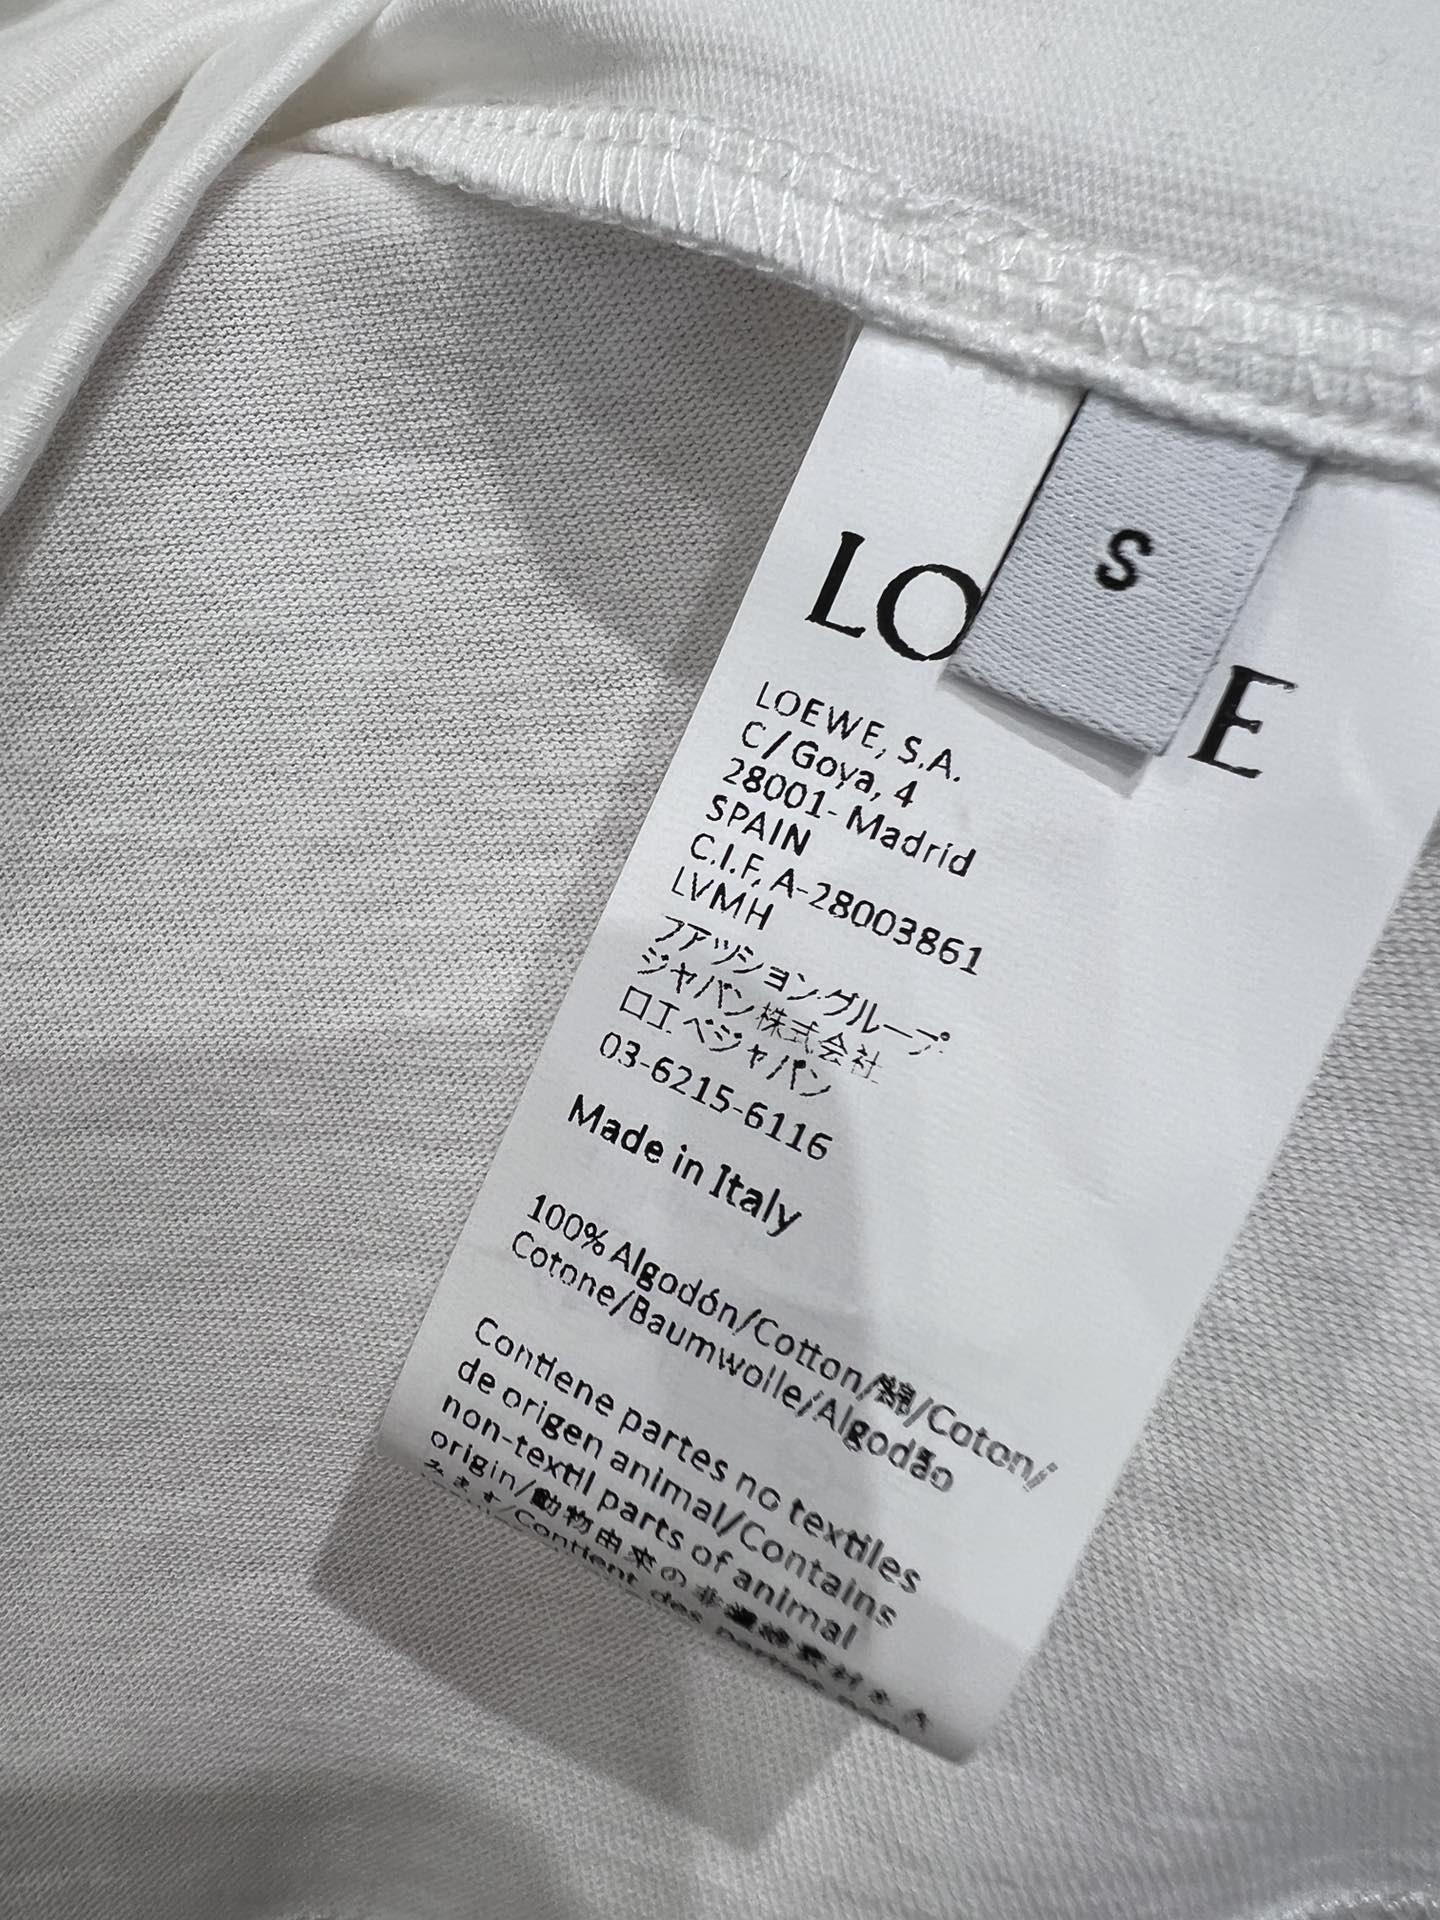 S
LO E
LOEWE, S.A.
C/Goya, 4
28001- Madrid
SPAIN
C.I.F. A-28003861
LVMH
ファッション・グループ・
ジャパン株式会社
ロエベジャパン
03-6215-6116
Made in Italy
100% Algodón/Cotton/綿/Coton/
Cotone/Baumwolle/Algodão
Contiene partes no textiles
de origen animal/Contains
non-textil parts of animal
origin/動物由来の非
/Contient des